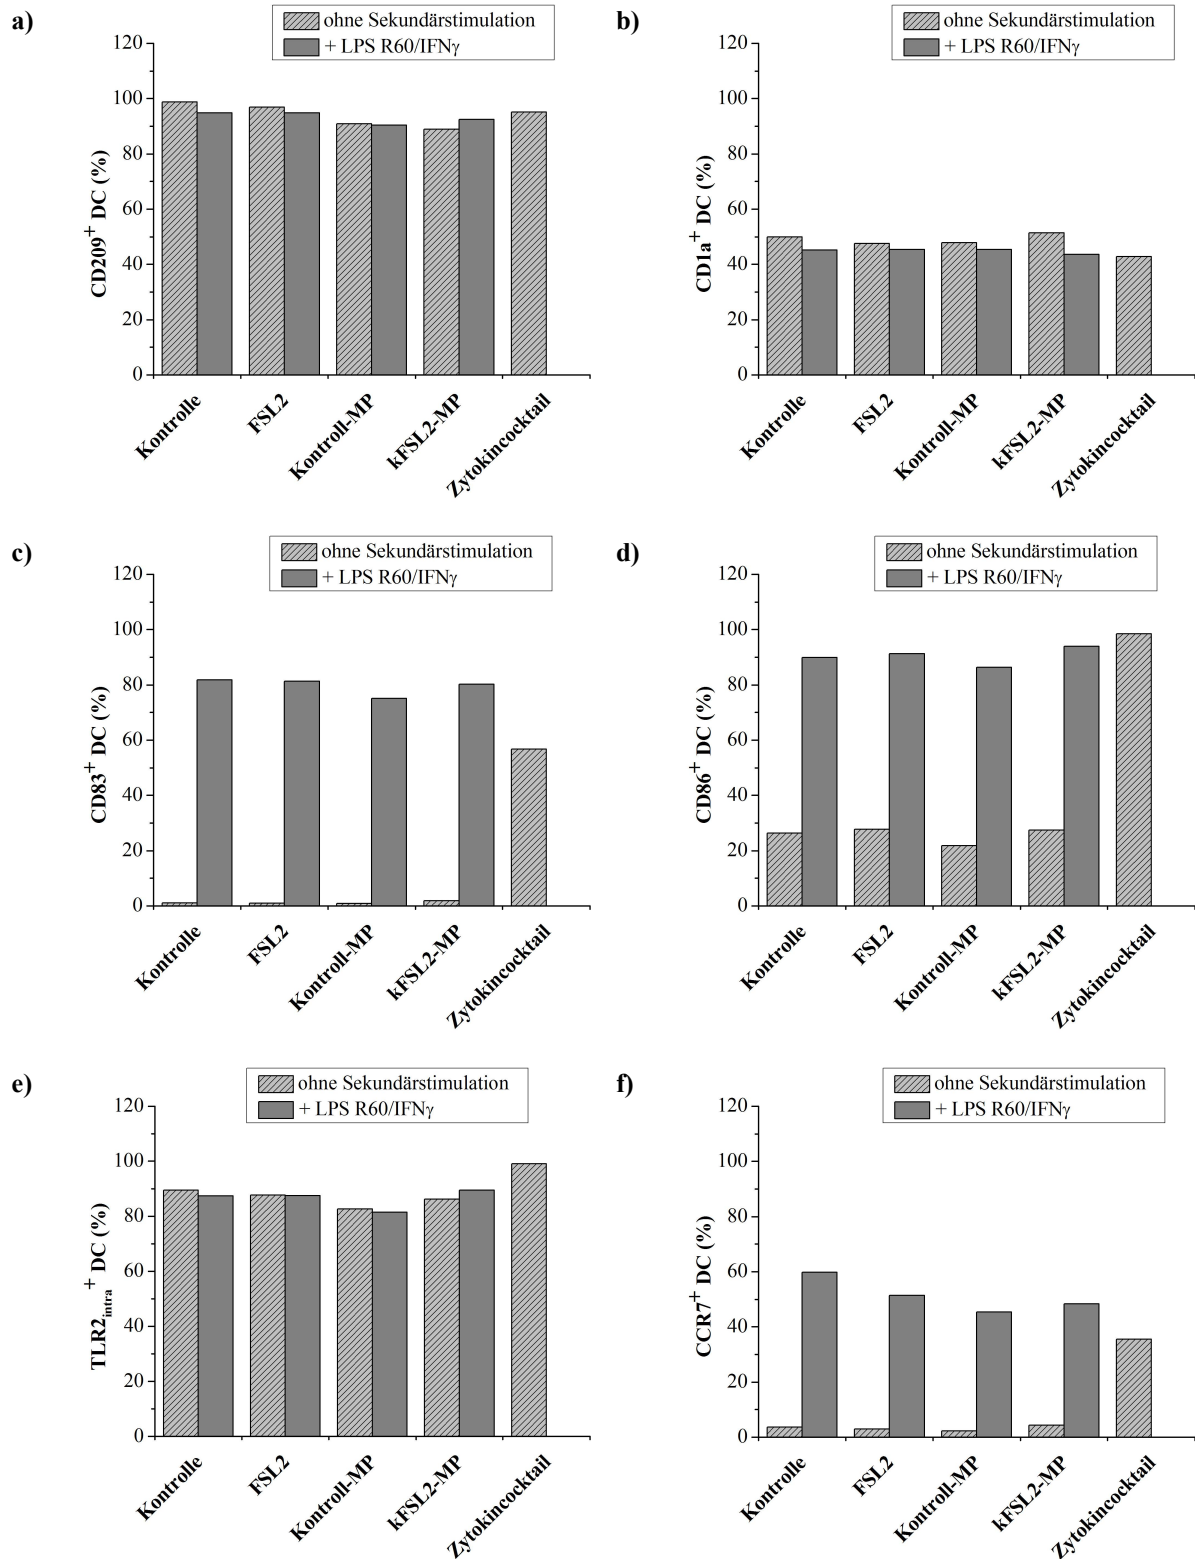 a)
ohne Sekundärstimulation
+ LPS R60/IFNγ
120
100
80
60
40
20
0
CD209+ DC (%)
Kontrolle
FSL2
Kontroll-MP
kFSL2-MP
Zytokincocktail
b)
ohne Sekundärstimulation
+ LPS R60/IFNγ
120
100
80
60
40
20
0
CD1a+ DC (%)
Kontrolle
FSL2
Kontroll-MP
kFSL2-MP
Zytokincocktail
c)
ohne Sekundärstimulation
+ LPS R60/IFNγ
120
100
80
60
40
20
0
CD83+ DC (%)
Kontrolle
FSL2
Kontroll-MP
kFSL2-MP
Zytokincocktail
d)
ohne Sekundärstimulation
+ LPS R60/IFNγ
120
100
80
60
40
20
0
CD86+ DC (%)
Kontrolle
FSL2
Kontroll-MP
kFSL2-MP
Zytokincocktail
e)
ohne Sekundärstimulation
+ LPS R60/IFNγ
120
100
80
60
40
20
0
TLR2intra+ DC (%)
Kontrolle
FSL2
Kontroll-MP
kFSL2-MP
Zytokincocktail
f)
ohne Sekundärstimulation
+ LPS R60/IFNγ
120
100
80
60
40
20
0
CCR7+ DC (%)
Kontrolle
FSL2
Kontroll-MP
kFSL2-MP
Zytokincocktail